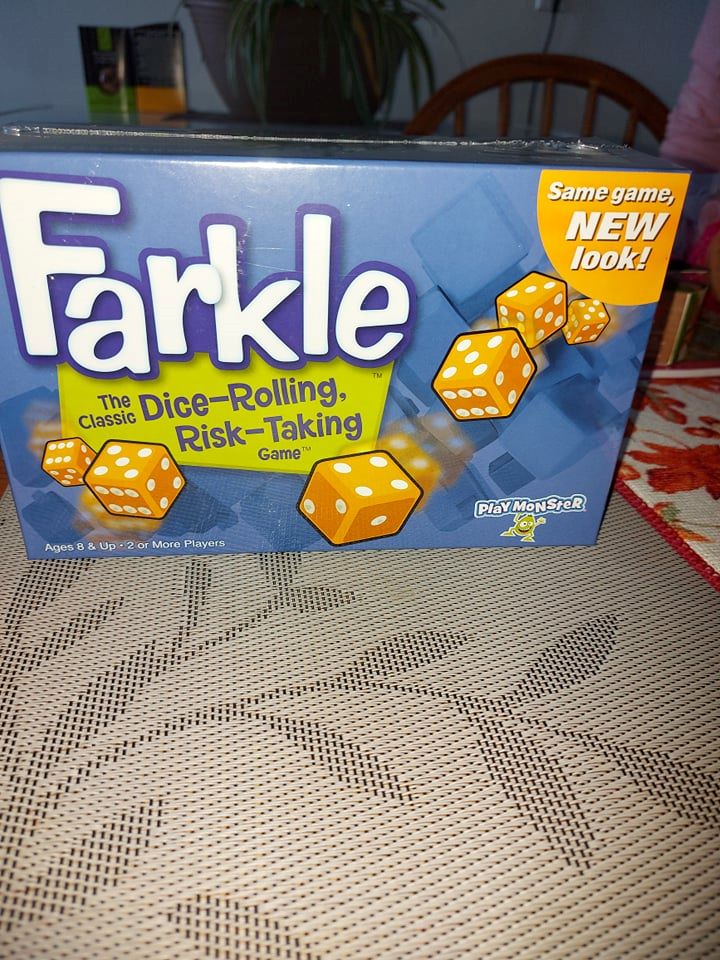 Same game,
NEW
look!
Farkle
The Classic Dice-Rolling,
Risk-Taking
Game™
PLAY MONSTER
Ages 8 & Up • 2 or More Players